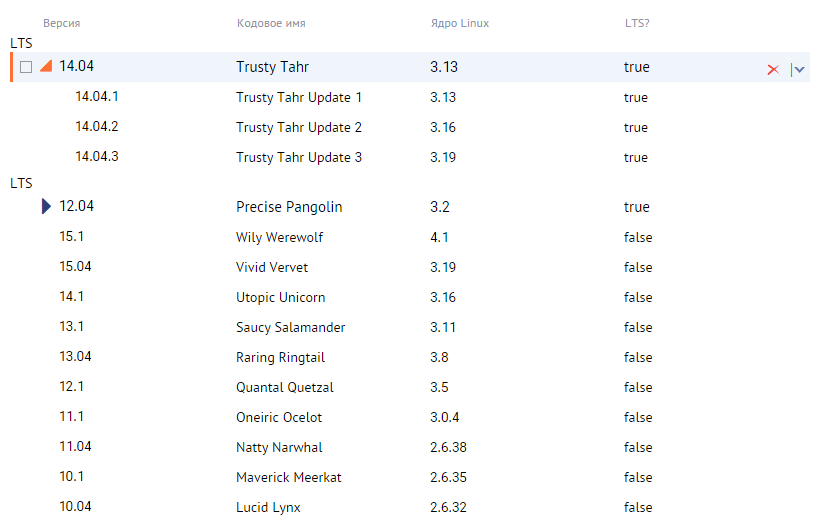 Версия Кодовое имя Ядро Linux LTS?
LTS
14.04 Trusty Tahr 3.13 true
14.04.1 Trusty Tahr Update 1 3.13 true
14.04.2 Trusty Tahr Update 2 3.16 true
14.04.3 Trusty Tahr Update 3 3.19 true
LTS
12.04 Precise Pangolin 3.2 true
15.1 Wily Werewolf 4.1 false
15.04 Vivid Vervet 3.19 false
14.1 Utopic Unicorn 3.16 false
13.1 Saucy Salamander 3.11 false
13.04 Raring Ringtail 3.8 false
12.1 Quantal Quetzal 3.5 false
11.1 Oneiric Ocelot 3.0.4 false
11.04 Natty Narwhal 2.6.38 false
10.1 Maverick Meerkat 2.6.35 false
10.04 Lucid Lynx 2.6.32 false